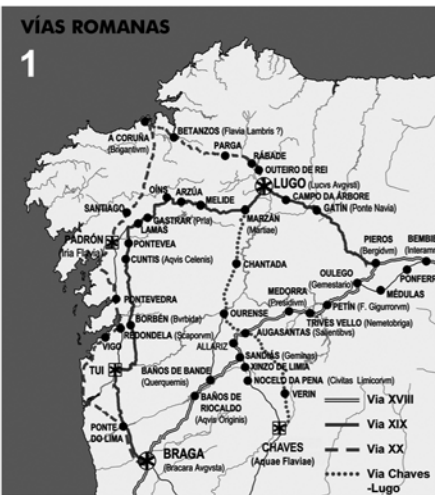 VÍAS ROMANAS
1
A CORUÑA
(Brigantivm)
BETANZOS (Flavia Lambris ?)
PARGA
RÁBADE
OUTEIRO DE REI
LUGO (Lucvs Avgvsti)
CAMPO DA ÁRBORE
GATÍN (Ponte Navia)
OÍNS
ARZÚA
MELIDE
SANTIAGO
GASTRAR (Pria)
LAMAS
MARZÁN
(Martiae)
PADRÓN
(Iria Flavia)
PONTEVEA
CUNTIS (Aqvis Celenis)
CHANTADA
PIEROS
(Bergidvm)
BEMBIB
(Interam
OULEGO
(Gemestario)
PONFERR
MÉDULAS
MEDORRA
(Presidivm)
PETÍN (F. Gigurrorvm)
TRIVES VELLO (Nemetobriga)
PONTEVEDRA
BORBÉN (Bvrbida)
REDONDELA (Scaporvm)
VIGO
OURENSE
AUGASANTAS (Salientibvs)
ALLARIZ
SANDIÁS (Geminas)
XINZO DE LIMIA
NOCELO DA PENA (Civitas Limicorvm)
TUI
BAÑOS DE BANDE
(Querquernis)
BAÑOS DE
RIOCALDO
(Aqvis Originis)
VERIN
PONTE
DO LIMA
BRAGA
(Bracara Avgvsta)
CHAVES
(Aquae Flaviae)
Via XVIII
Via XIX
Via XX
Via Chaves
-Lugo